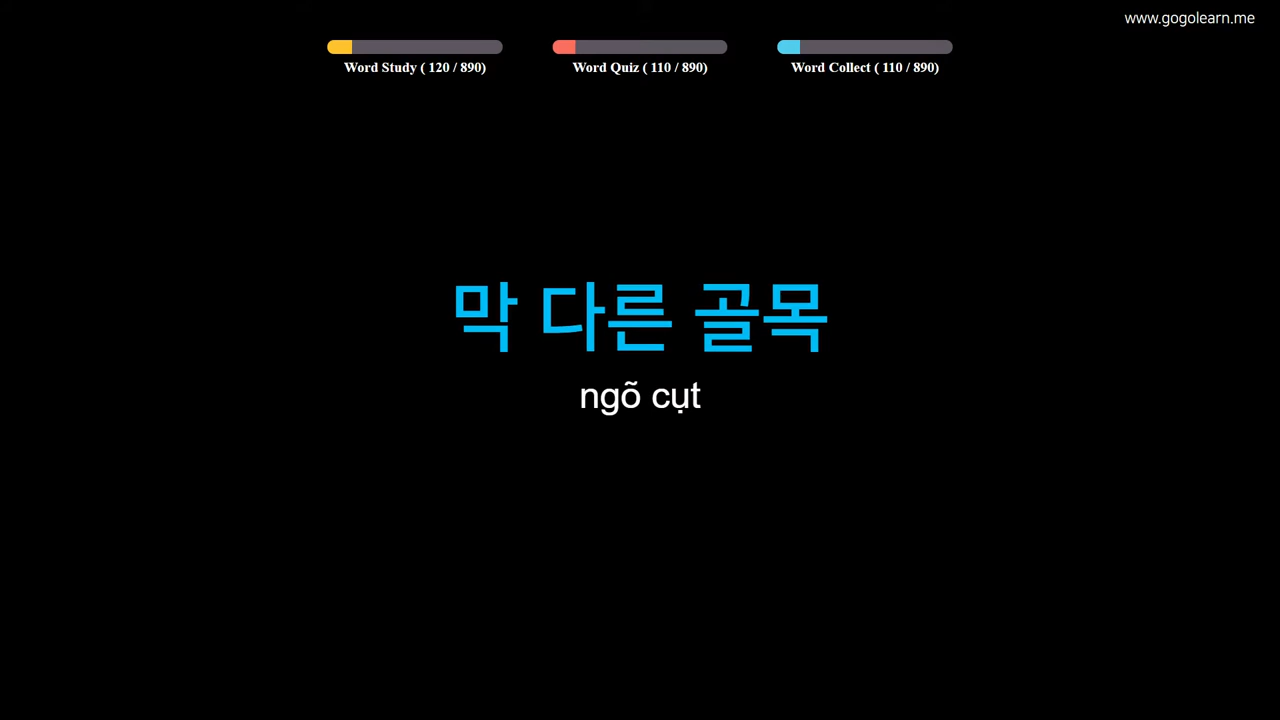 www.gogolearn.me
Word Study ( 120 / 890)
Word Quiz ( 110 / 890)
Word Collect ( 110 / 890)
막 다른 골목
ngõ cụt